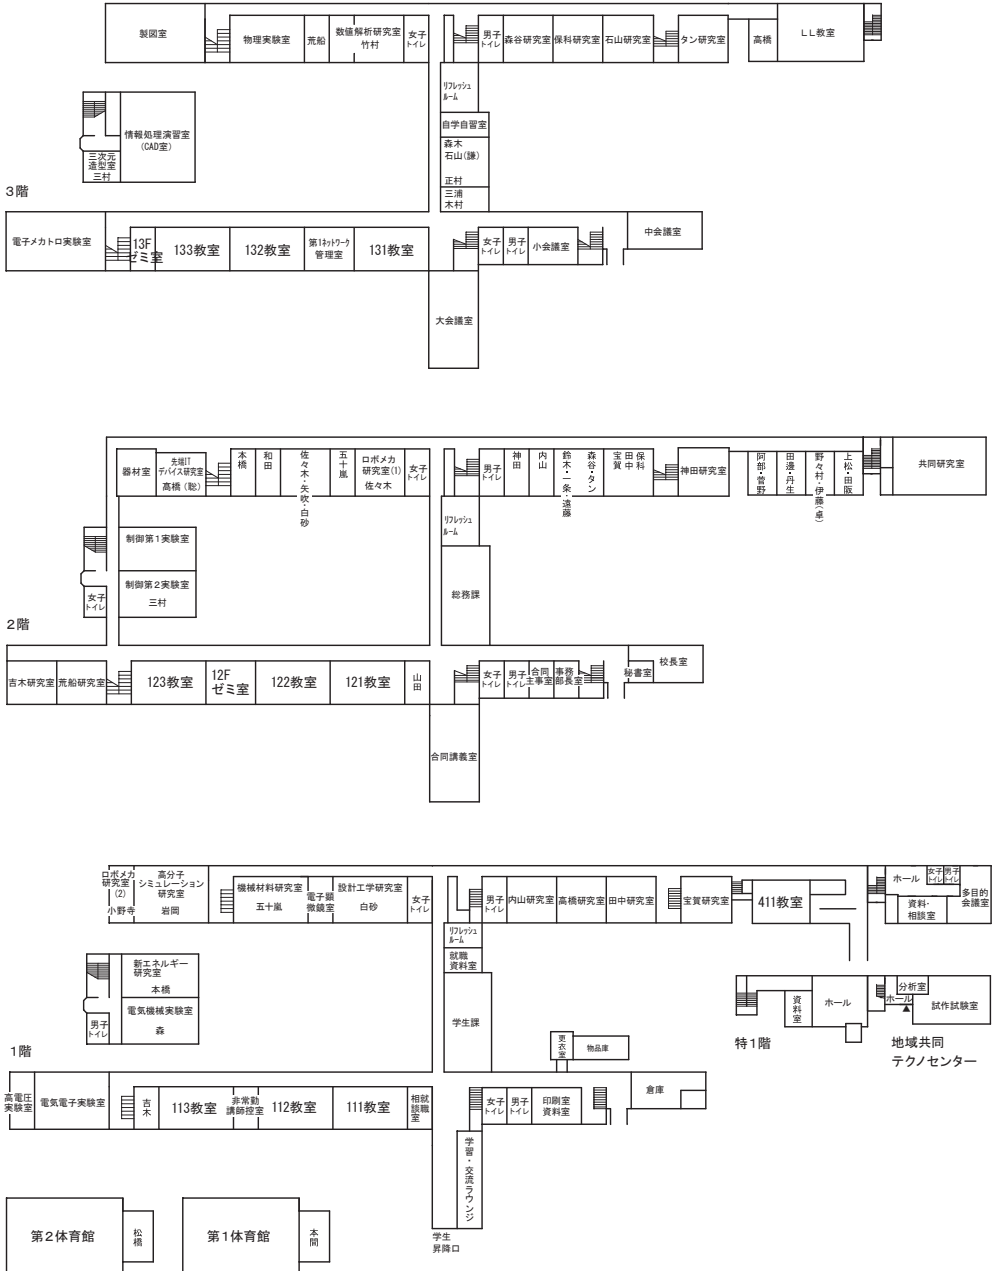 製図室
物理実験室
荒船
数値解析研究室
竹村
女子
トイレ
男子
トイレ
森谷研究室
保科研究室
石山研究室
タン研究室
高橋
LL教室
リフレッシュ
ルーム
自学自習室
森木
石山(謙)
正村
三浦
木村
情報処理演習室
(CAD室)
三次元
造型室
三村
3階
電子メカトロ実験室
13F
ゼミ室
133教室
132教室
第1ネットワーク
管理室
131教室
女子
トイレ
男子
トイレ
小会議室
中会議室
大会議室
器材室
先端IT
デバイス研究室
高橋(聡)
本橋
和田
佐々木・矢吹・白砂
五十嵐
ロボメカ
研究室(1)
佐々木
女子
トイレ
男子
トイレ
神田
内山
鈴木・一条・遠藤
森谷・タン
宝賀
田中
保科
神田研究室
阿部・菅野
田邊・丹生
野々村・伊藤(卓)
上松・田阪
共同研究室
リフレッシュ
ルーム
総務課
制御第1実験室
制御第2実験室
三村
女子
トイレ
2階
吉木研究室
荒船研究室
123教室
12F
ゼミ室
122教室
121教室
山田
女子
トイレ
男子
トイレ
合同
主事室
事務
部長室
秘書室
校長室
合同講義室
ロボメカ
研究室
(2)
小野寺
高分子
シミュレーション
研究室
岩岡
機械材料研究室
五十嵐
電子顕
微鏡室
設計工学研究室
白砂
女子
トイレ
男子
トイレ
内山研究室
高橋研究室
田中研究室
宝賀研究室
411教室
ホール
女子
トイレ
男子
トイレ
資料・
相談室
多目的
会議室
リフレッシュ
ルーム
就職
資料室
学生課
新エネルギー
研究室
本橋
電気機械実験室
森
男子
トイレ
1階
更衣室
物品庫
資料室
ホール
ホール
分析室
試作試験室
特1階
地域共同
テクノセンター
高電圧
実験室
電気電子実験室
吉木
113教室
非常勤
講師控室
112教室
111教室
就職
相談室
女子
トイレ
男子
トイレ
印刷室
資料室
倉庫
学習・交流ラウンジ
学生
昇降口
第2体育館
松橋
第1体育館
本間